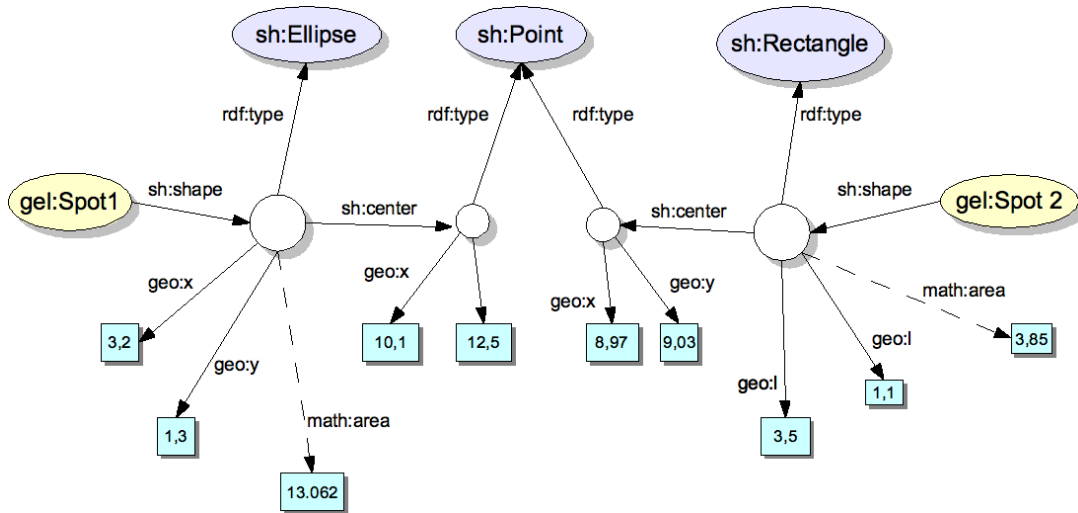 sh:Ellipse
sh:Point
sh:Rectangle
rdf:type
rdf:type
rdf:type
rdf:type
gel:Spot1
sh:shape
sh:center
sh:center
sh:shape
gel:Spot 2
geo:x
geo:x
geo:x
geo:y
math:area
3,2
10,1
12,5
8,97
9,03
geo:l
3,85
geo:y
geo:l
1,1
1,3
math:area
3,5
13.062